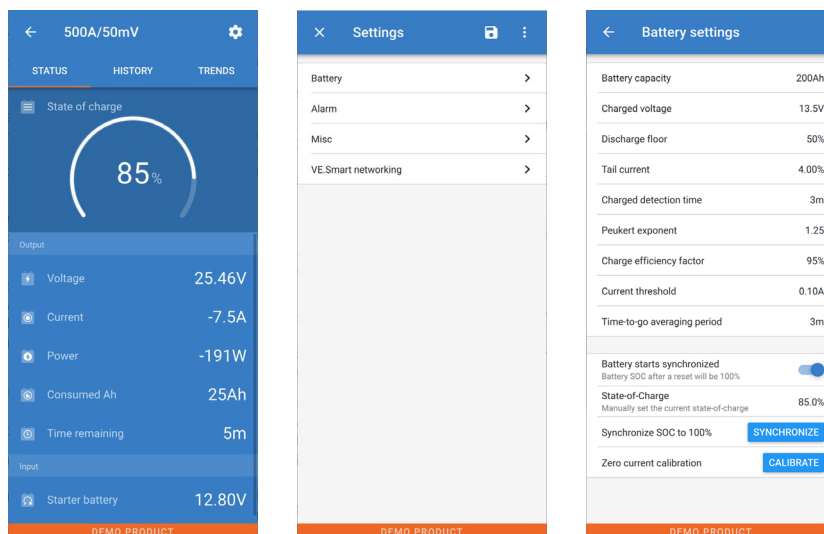 500A/50mV
STATUS HISTORY TRENDS
State of charge
85%
Output
Voltage 25.46V
Current -7.5A
Power -191W
Consumed Ah 25Ah
Time remaining 5m
Input
Starter battery 12.80V
DEMO PRODUCT
Settings
Battery
Alarm
Misc
VE.Smart networking
DEMO PRODUCT
Battery settings
Battery capacity 200Ah
Charged voltage 13.5V
Discharge floor 50%
Tail current 4.00%
Charged detection time 3m
Peukert exponent 1.25
Charge efficiency factor 95%
Current threshold 0.10A
Time-to-go averaging period 3m
Battery starts synchronized
Battery SOC after a reset will be 100%
State-of-Charge 85.0%
Manually set the current state-of-charge
Synchronize SOC to 100% SYNCHRONIZE
Zero current calibration CALIBRATE
DEMO PRODUCT